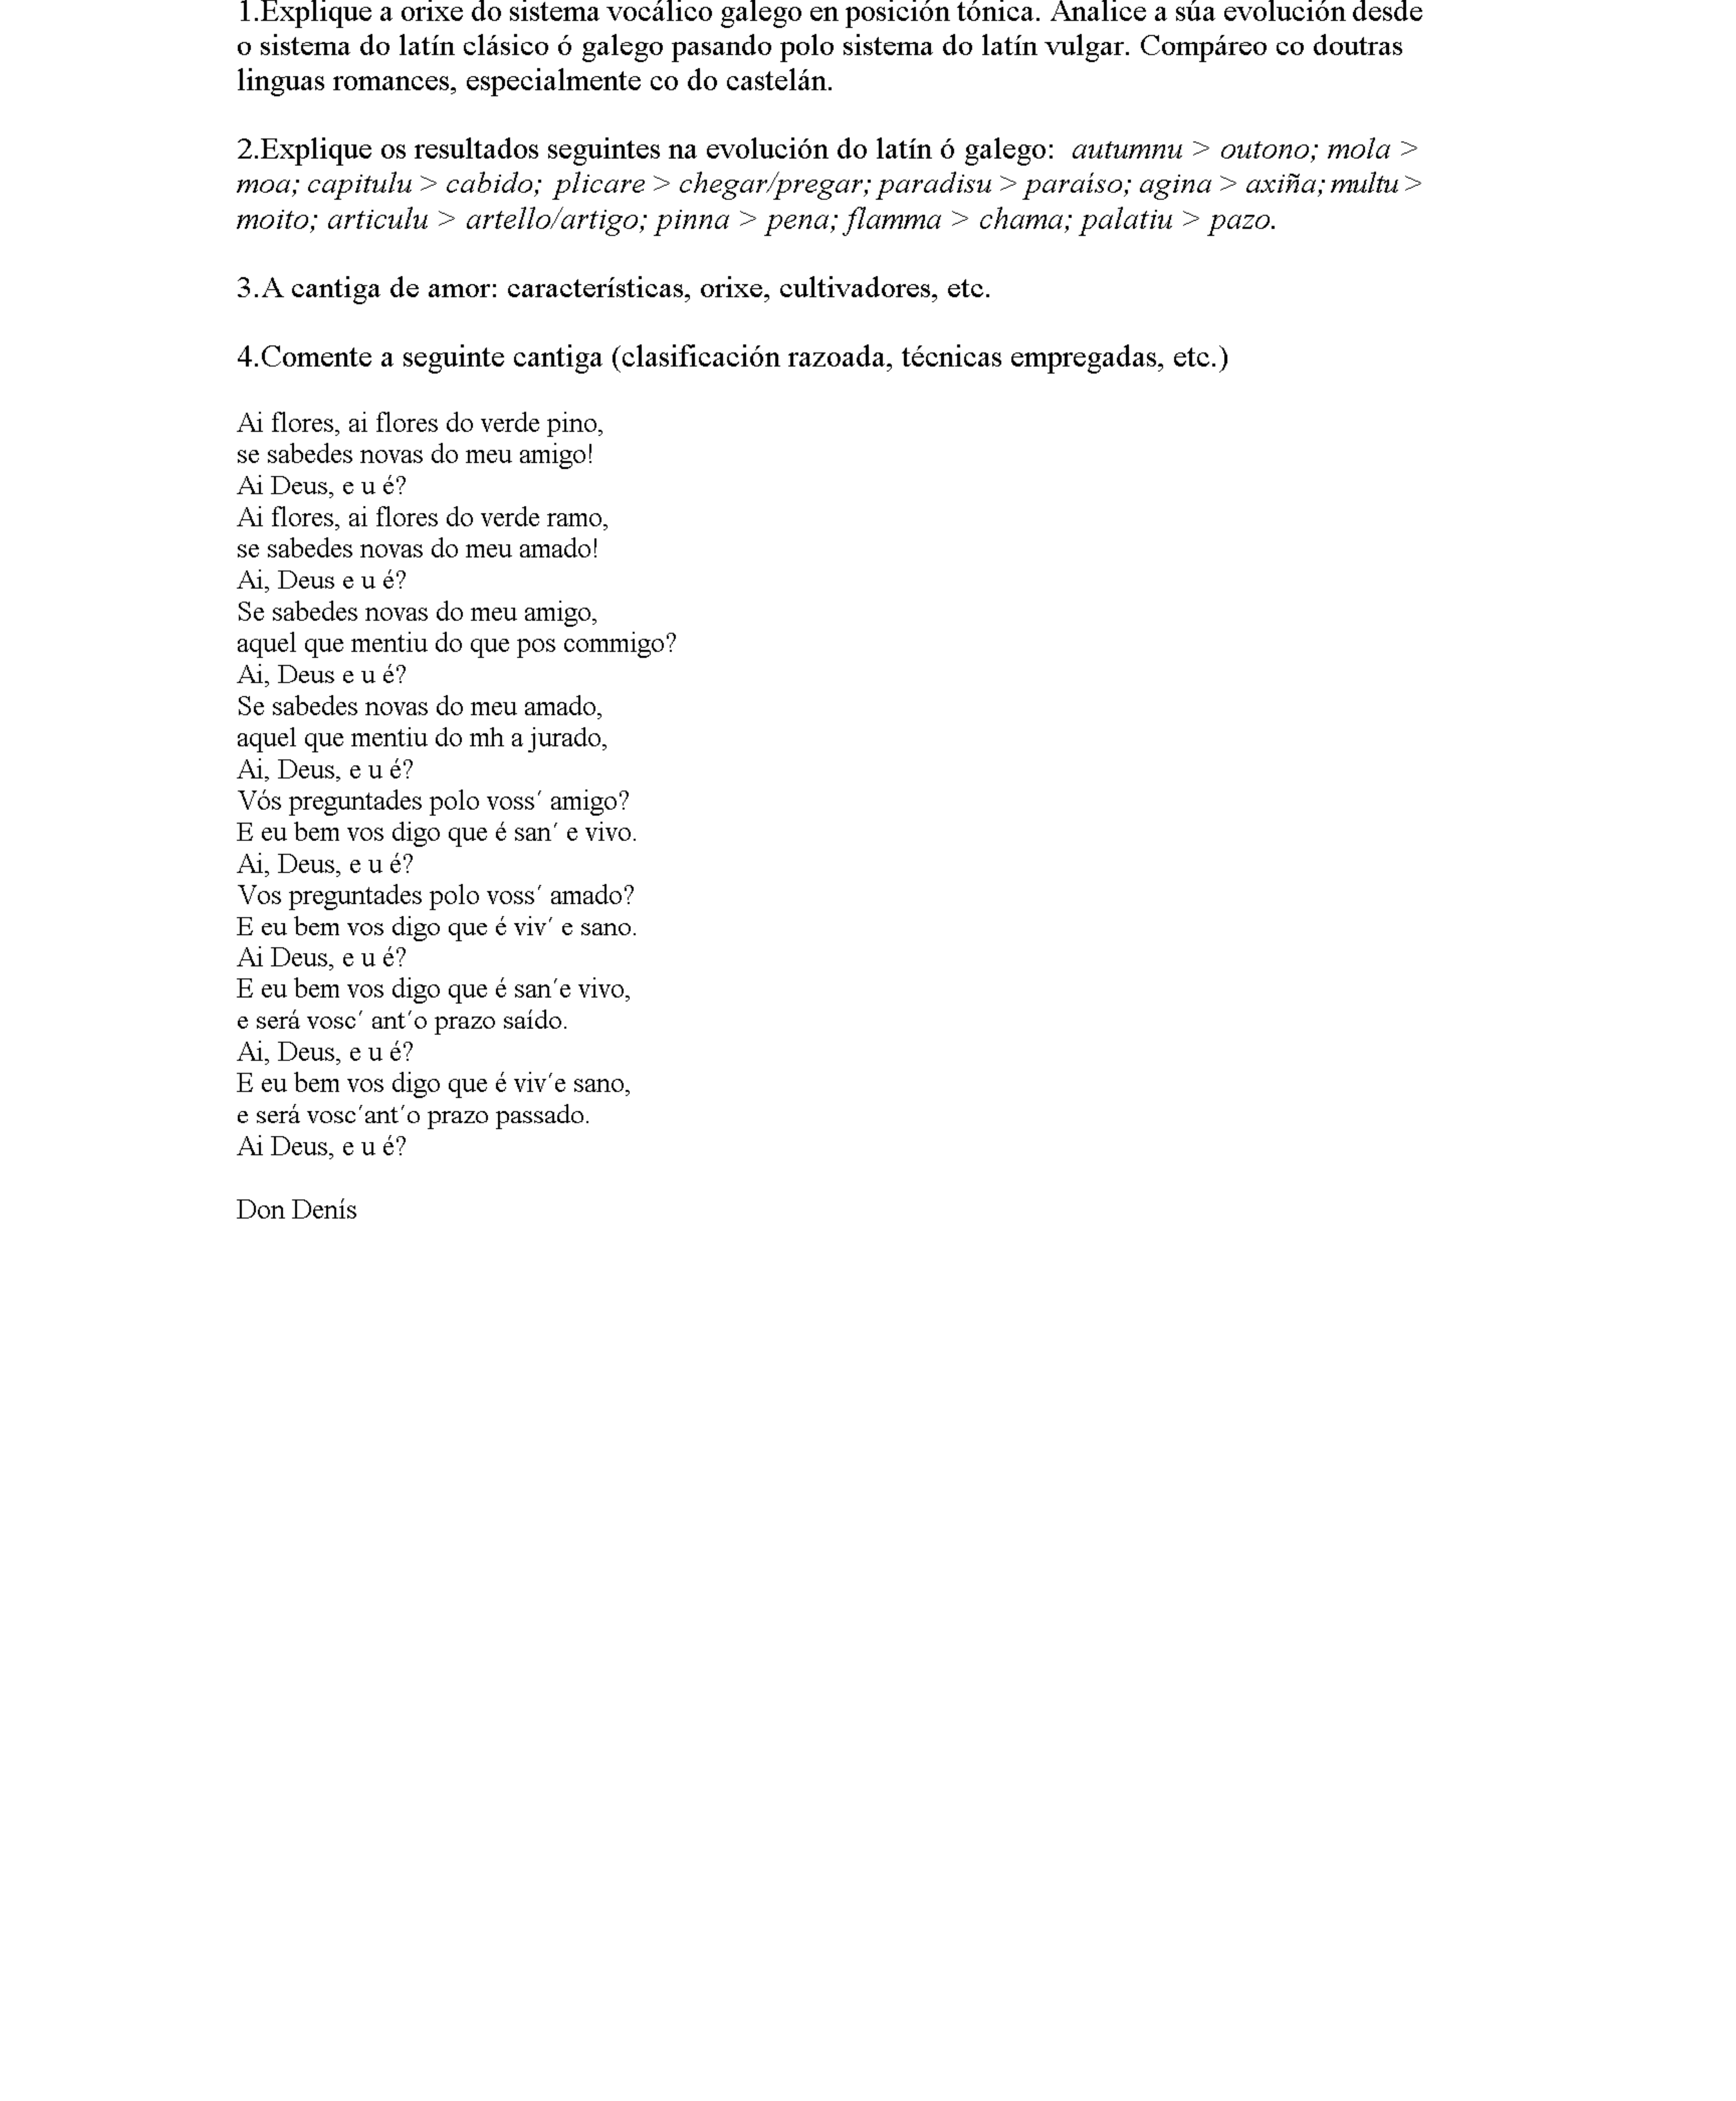 1.Explique a orixe do sistema vocálico galego en posición tónica. Analice a súa evolución desde
o sistema do latín clásico ó galego pasando polo sistema do latín vulgar. Compáreo co doutras
linguas romances, especialmente co do castelán.
2.Explique os resultados seguintes na evolución do latín ó galego: autumnu > outono; mola >
moa; capitulu > cabido; plicare > chegar/pregar; paradisu > paraíso; agina > axiña; multu >
moito; articulu > artello/artigo; pinna > pena; flamma > chama; palatiu > pazo.
3.A cantiga de amor: características, orixe, cultivadores, etc.
4.Comente a seguinte cantiga (clasificación razoada, técnicas empregadas, etc.)
Ai flores, ai flores do verde pino,
se sabedes novas do meu amigo!
Ai Deus, e u é?
Ai flores, ai flores do verde ramo,
se sabedes novas do meu amado!
Ai, Deus e u é?
Se sabedes novas do meu amigo,
aquel que mentiu do que pos commigo?
Ai, Deus e u é?
Se sabedes novas do meu amado,
aquel que mentiu do mh a jurado,
Ai, Deus, e u é?
Vós preguntades polo voss´ amigo?
E eu bem vos digo que é san´ e vivo.
Ai, Deus, e u é?
Vos preguntades polo voss´ amado?
E eu bem vos digo que é viv´ e sano.
Ai Deus, e u é?
E eu bem vos digo que é san´e vivo,
e será vosc´ ant´o prazo saído.
Ai, Deus, e u é?
E eu bem vos digo que é viv´e sano,
e será vosc´ant´o prazo passado.
Ai Deus, e u é?
Don Denís